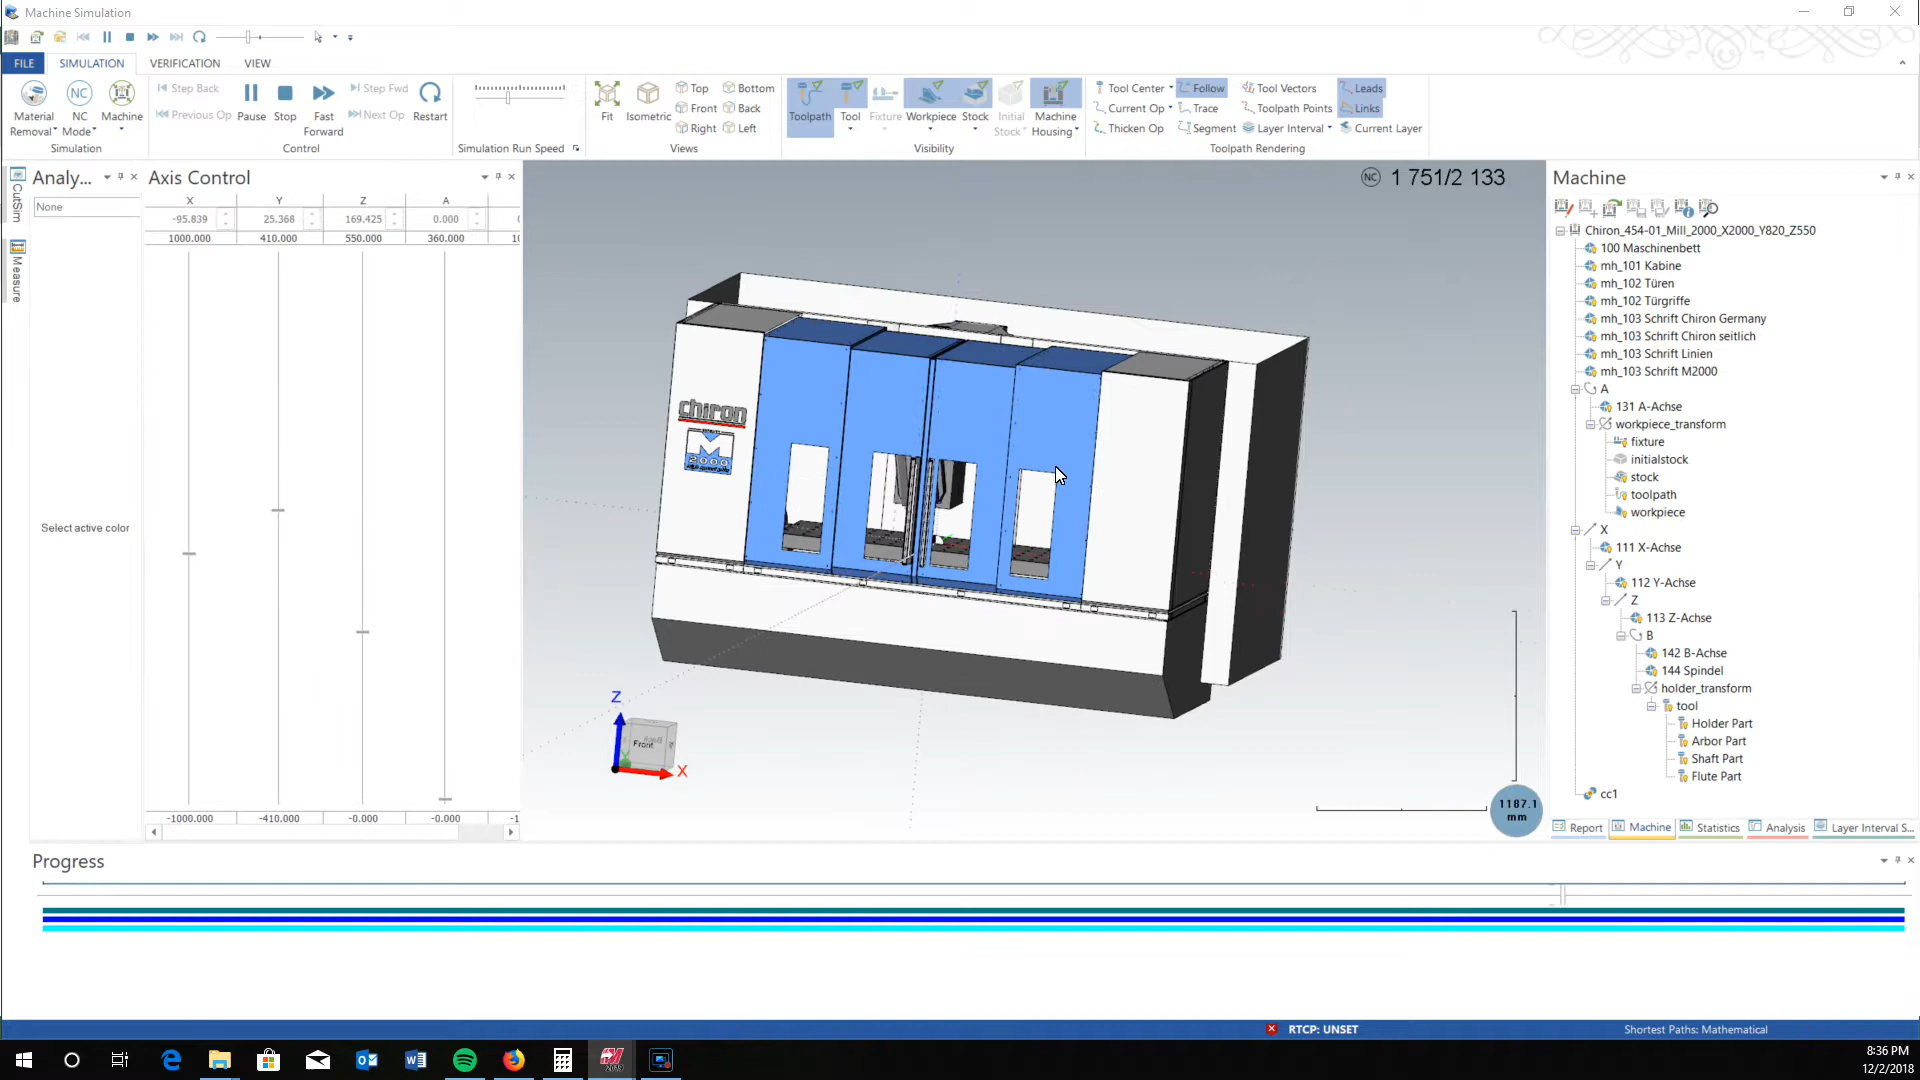 Machine Simulation
FILE SIMULATION VERIFICATION VIEW
Material Removal
NC Mode
Machine
Simulation
Step Back
Previous Op
Pause
Stop
Fast Forward
Step Fwd
Next Op
Restart
Control
Simulation Run Speed
Fit
Isometric
Top
Front
Right
Bottom
Back
Left
Views
Toolpath
Tool
Fixture
Workpiece
Stock
Initial Stock
Machine Housing
Visibility
Tool Center
Current Op
Thicken Op
Follow
Trace
Segment
Tool Vectors
Toolpath Points
Layer Interval
Leads
Links
Current Layer
Toolpath Rendering
CutSim
Measure
Analy...
None
Select active color
Axis Control
X Y Z A
-95.839 25.368 169.425 0.000
1000.000 410.000 550.000 360.000
-1000.000 -410.000 -0.000 -0.000 -1
NC 1 751/2 133
chiron
M
2000
Z
Front
Back
X
1187.1
mm
Machine
Chiron_454-01_Mill_2000_X2000_Y820_Z550
100 Maschinenbett
mh_101 Kabine
mh_102 Türen
mh_102 Türgriffe
mh_103 Schrift Chiron Germany
mh_103 Schrift Chiron seitlich
mh_103 Schrift Linien
mh_103 Schrift M2000
A
131 A-Achse
workpiece_transform
fixture
initialstock
stock
toolpath
workpiece
X
111 X-Achse
Y
112 Y-Achse
Z
113 Z-Achse
B
142 B-Achse
144 Spindel
holder_transform
tool
Holder Part
Arbor Part
Shaft Part
Flute Part
cc1
Report Machine Statistics Analysis Layer Interval S...
Progress
RTCP: UNSET
Shortest Paths: Mathematical
8:36 PM
12/2/2018